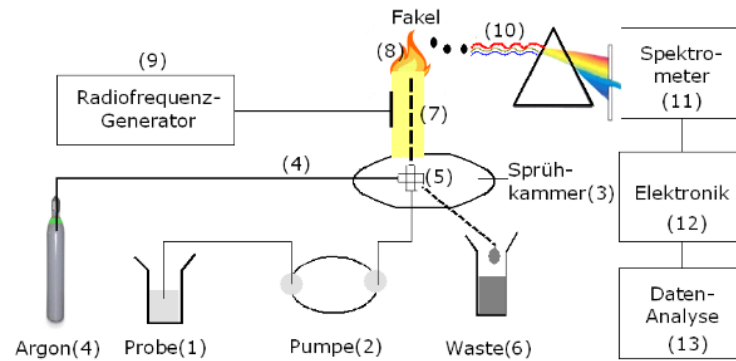 Fakel
(10)
(8)
(9)
Radiofrequenz-
Generator
Spektro-
meter
(11)
(7)
(4)
(5)
Sprüh-
kammer(3)
Elektronik
(12)
Daten-
Analyse
(13)
Argon(4)
Probe(1)
Pumpe(2)
Waste(6)